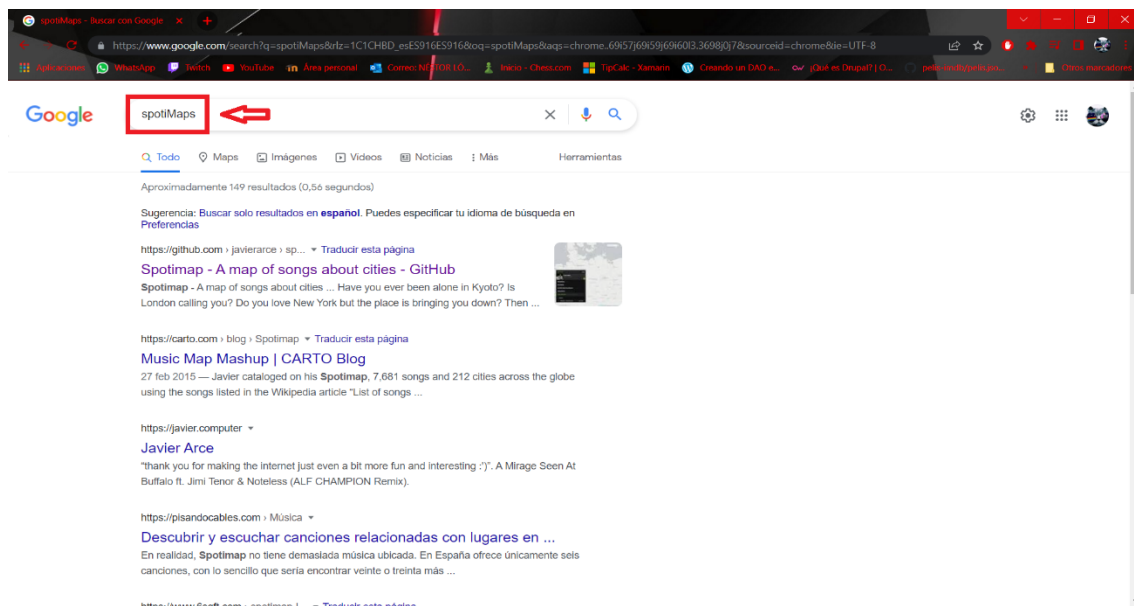 spotiMaps - Buscar con Google
https://www.google.com/search?q=spotiMaps&rlz=1C1CHBD_esES916ES916&oq=spotiMaps&aqs=chrome..69i57j69i59j69i60l3.3698j0j7&sourceid=chrome&ie=UTF-8
Aplicaciones WhatsApp Twitch YouTube Área personal Inicio - Chess.com TipCalc - Xamarin Creando un DAO e... ¿Qué es Drupal? | O... Otros marcadores
Google
spotiMaps
Todo Maps Imágenes Vídeos Noticias Más Herramientas
Aproximadamente 149 resultados (0,56 segundos)
Sugerencia: Buscar solo resultados en español. Puedes especificar tu idioma de búsqueda en
Preferencias
https://github.com › javierarce › sp... Traducir esta página
Spotimap - A map of songs about cities - GitHub
Spotimap - A map of songs about cities ... Have you ever been alone in Kyoto? Is
London calling you? Do you love New York but the place is bringing you down? Then ...
https://carto.com › blog › Spotimap Traducir esta página
Music Map Mashup | CARTO Blog
27 feb 2015 — Javier cataloged on his Spotimap, 7,681 songs and 212 cities across the globe
using the songs listed in the Wikipedia article "List of songs ...
https://javier.computer
Javier Arce
"thank you for making the internet just even a bit more fun and interesting :')". A Mirage Seen At
Buffalo ft. Jimi Tenor & Noteless (ALF CHAMPION Remix).
https://pisandocables.com › Música
Descubrir y escuchar canciones relacionadas con lugares en ...
En realidad, Spotimap no tiene demasiada música ubicada. En España ofrece únicamente seis
canciones, con lo sencillo que sería encontrar veinte o treinta más ...